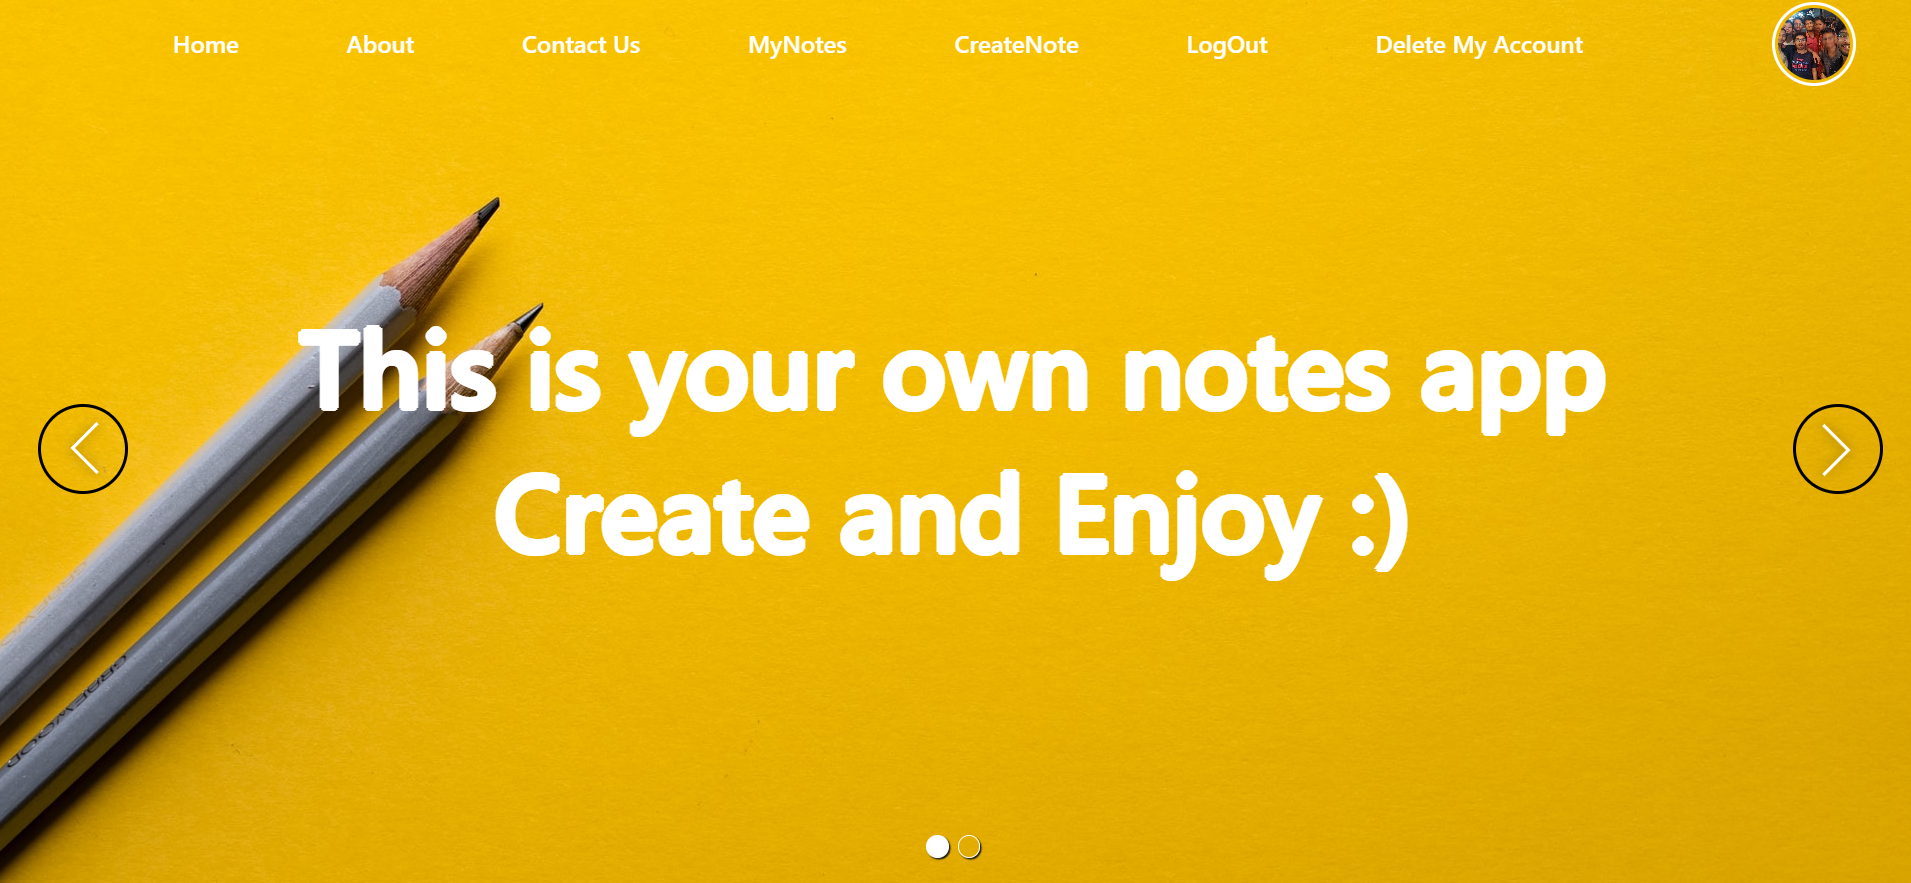 Home About Contact Us MyNotes CreateNote LogOut Delete My Account
This is your own notes app
Create and Enjoy :)